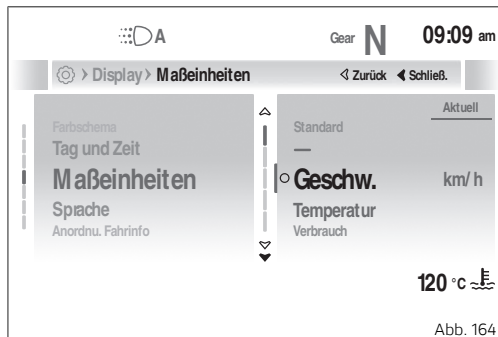 A Gear N 09:09 am
Display Maßeinheiten Zurück Schließ.
Aktuell
Farbschema
Tag und Zeit
Maßeinheiten
Sprache
Anordnu. Fahrinfo
Standard
—
Geschw. km/h
Temperatur
Verbrauch
120 °C
Abb. 164